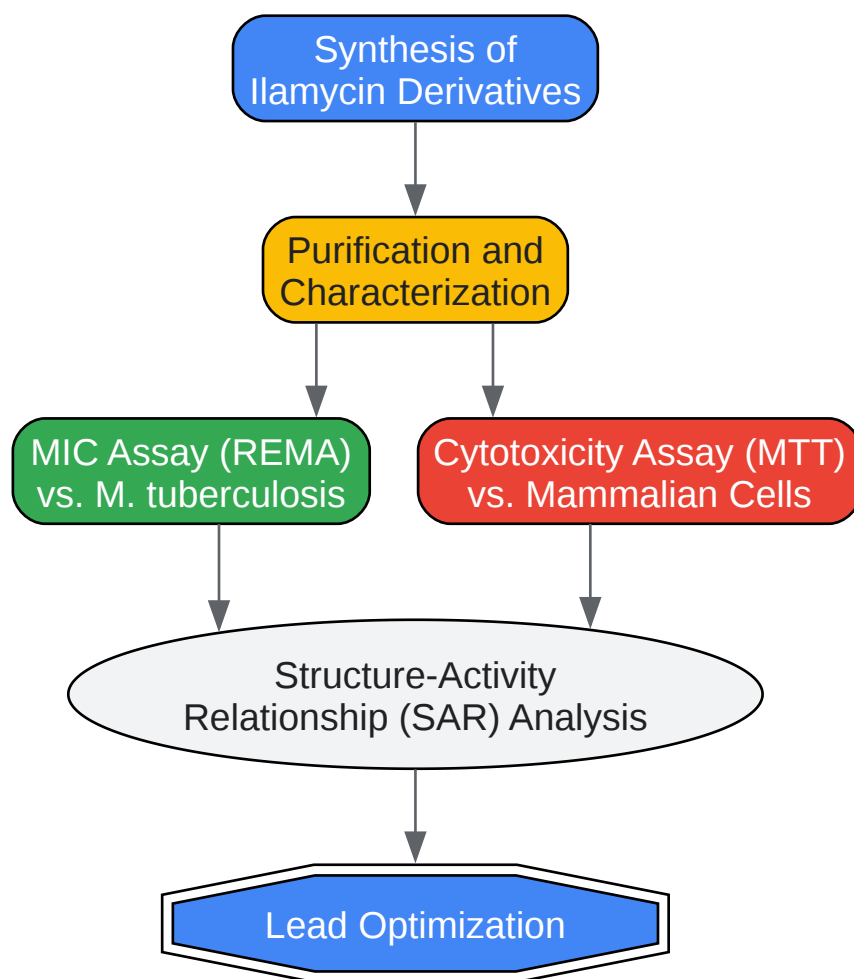 Synthesis of
Ilamycin Derivatives
Purification and
Characterization
MIC Assay (REMA)
vs. M. tuberculosis
Cytotoxicity Assay (MTT)
vs. Mammalian Cells
Structure-Activity
Relationship (SAR) Analysis
Lead Optimization